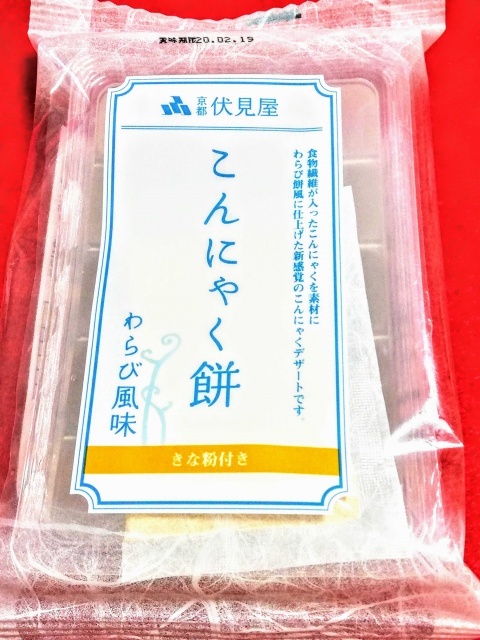 賞味期限20.02.19
京都 伏見屋
食物繊維が入ったこんにゃくを素材に
わらび餅風に仕上げた新感覚のこんにゃくデザートです。
こんにゃく餅
わらび風味
きな粉付き